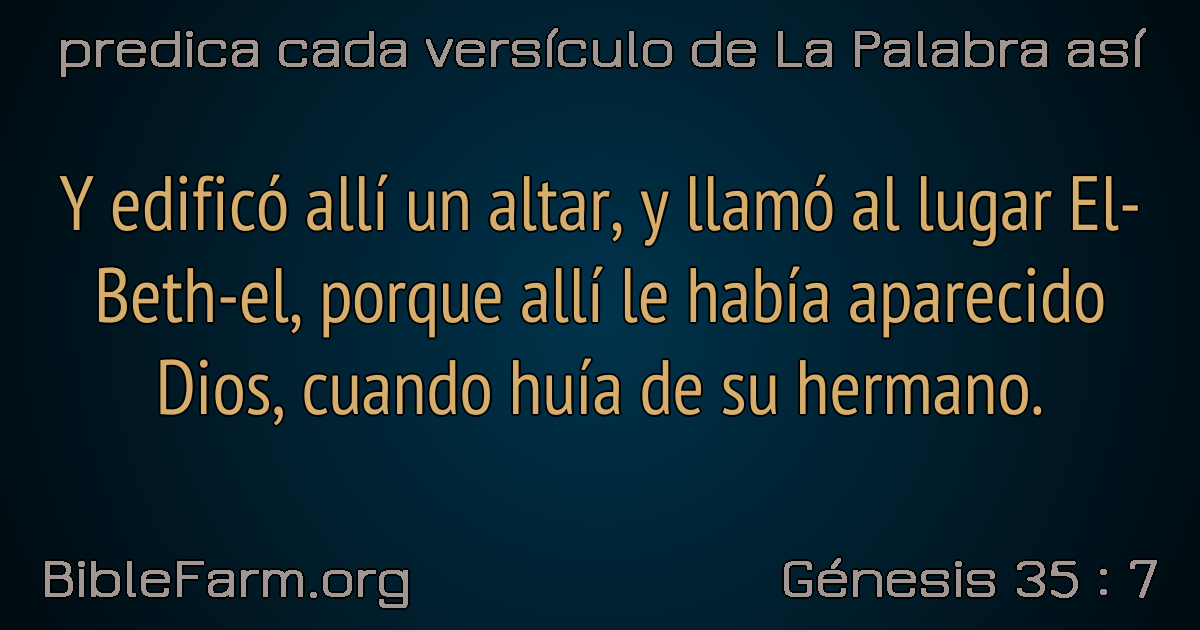 predica cada versículo de La Palabra así
Y edificó allí un altar, y llamó al lugar El-
Beth-el, porque allí le había aparecido
Dios, cuando huía de su hermano.
BibleFarm.org
Génesis 35 : 7